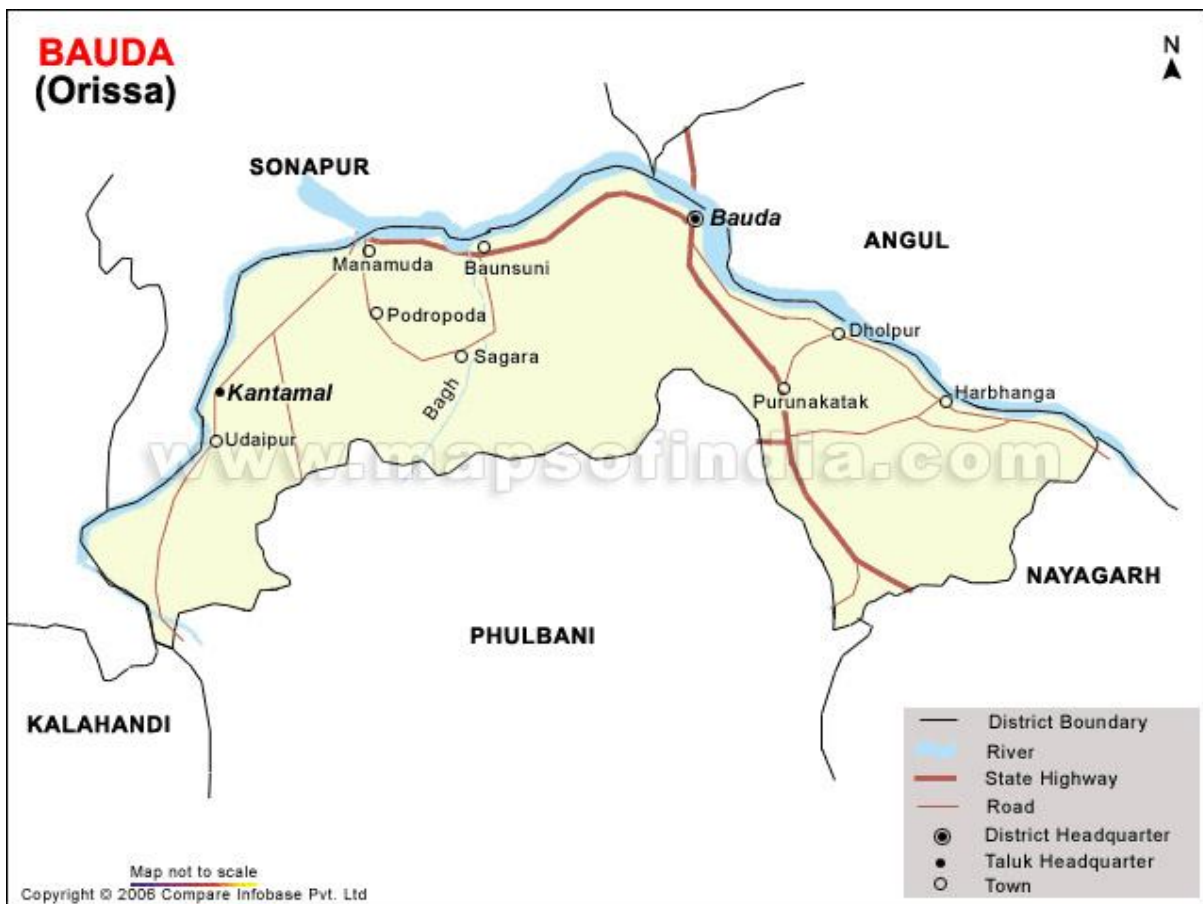 BAUDA
(Orissa)
N
SONAPUR
Bauda
ANGUL
Manamuda
Baunsuni
Podropoda
Dholpur
Sagara
Kantamal
Bagh
Purunakatak
Harbhanga
Udaipur
www.mapsofindia.com
NAYAGARH
PHULBANI
KALAHANDI
District Boundary
River
State Highway
Road
District Headquarter
Taluk Headquarter
Town
Map not to scale
Copyright © 2006 Compare Infobase Pvt. Ltd